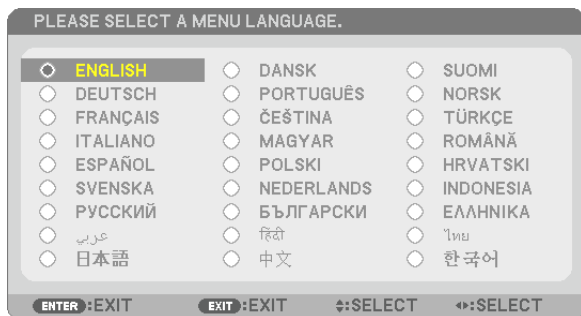 PLEASE SELECT A MENU LANGUAGE.
ENGLISH DANSK SUOMI
DEUTSCH PORTUGUÊS NORSK
FRANÇAIS ČEŠTINA TÜRKÇE
ITALIANO MAGYAR ROMÂNĂ
ESPAÑOL POLSKI HRVATSKI
SVENSKA NEDERLANDS INDONESIA
РУССКИЙ БЪЛГАРСКИ ΕΛΛΗΝΙΚΑ
عربي हिंदी ไทย
日本語 中文 한국어
ENTER :EXIT EXIT :EXIT :SELECT :SELECT